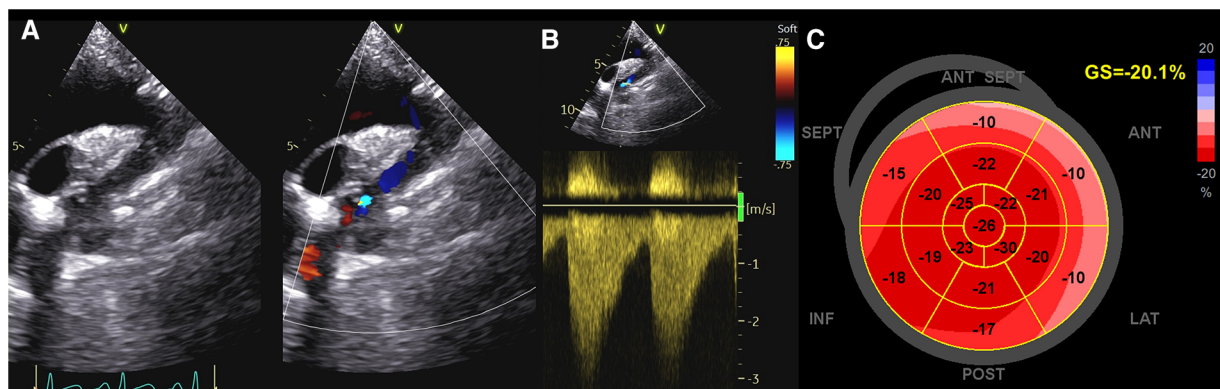 A
V
5
V
5
B
V
5
10
Soft
.75
-.75
[m/s]
-1
-2
-3
C
GS=-20.1%
20
-20
%
ANT SEPT
SEPT
ANT
INF
LAT
POST
-10
-15
-10
-22
-20
-21
-25
-22
-26
-23
-30
-19
-20
-18
-10
-21
-17